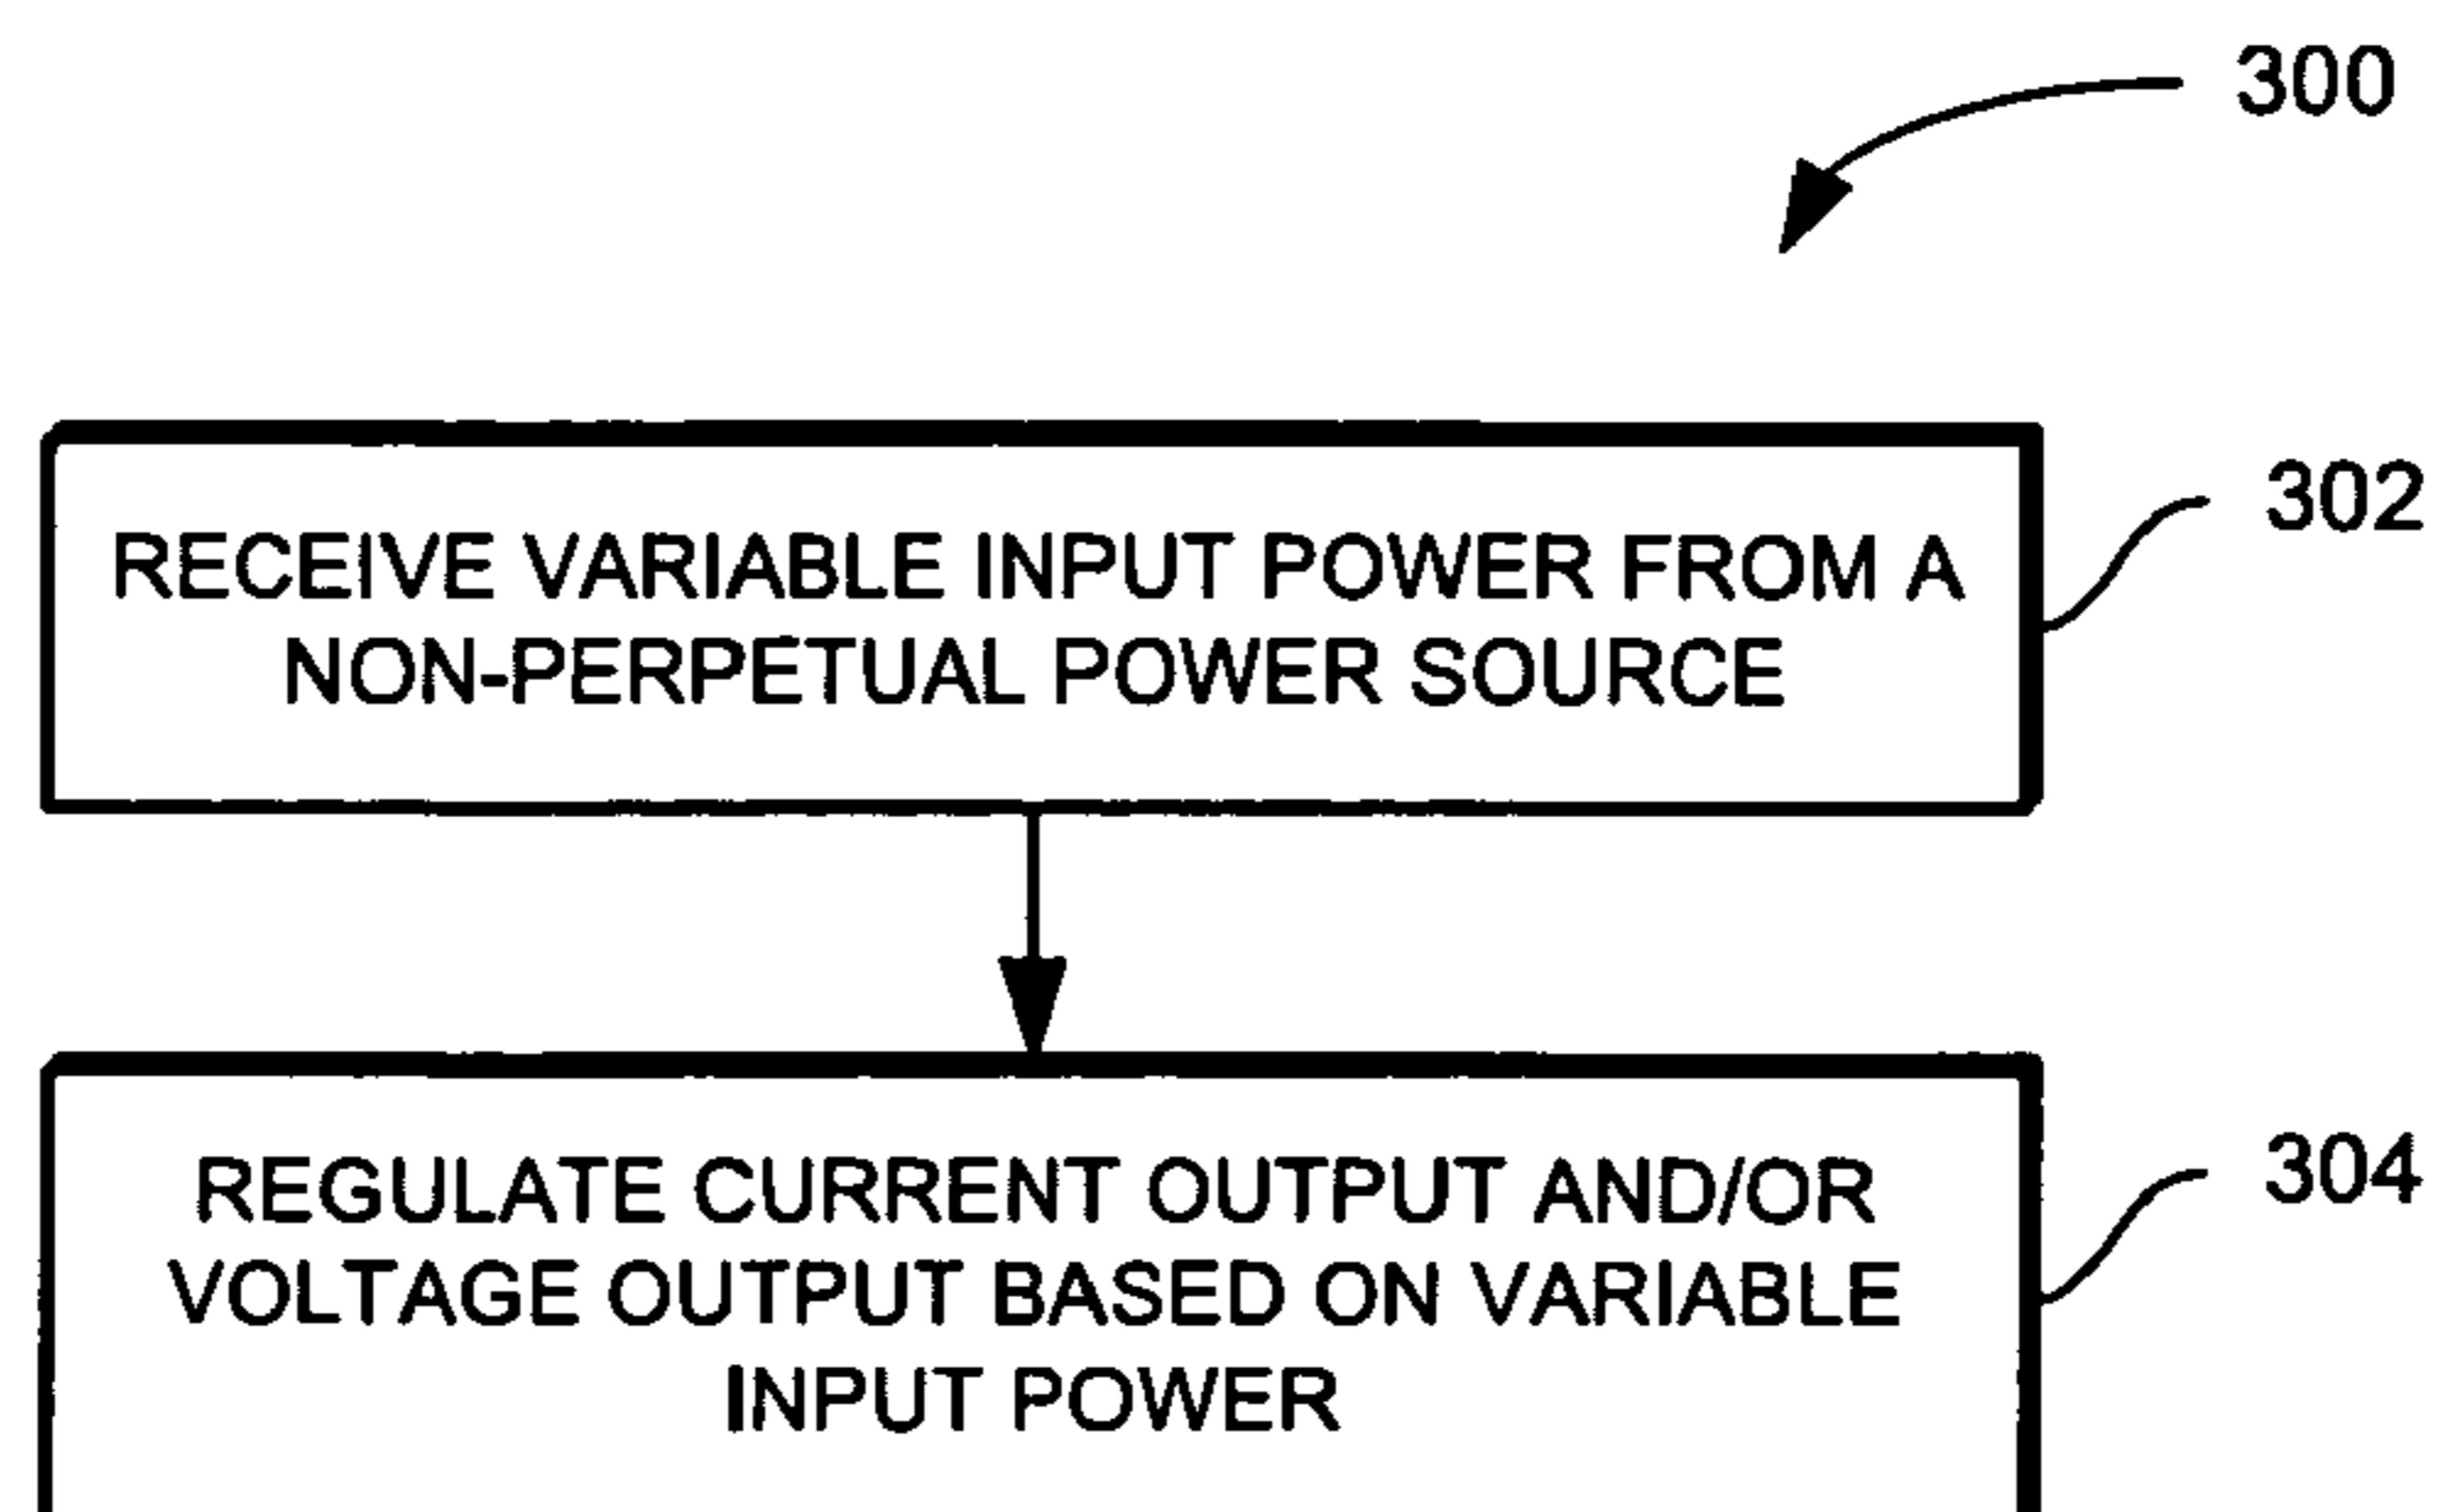 300
302
RECEIVE VARIABLE INPUT POWER FROM A
NON-PERPETUAL POWER SOURCE
304
REGULATE CURRENT OUTPUT AND/OR
VOLTAGE OUTPUT BASED ON VARIABLE
INPUT POWER